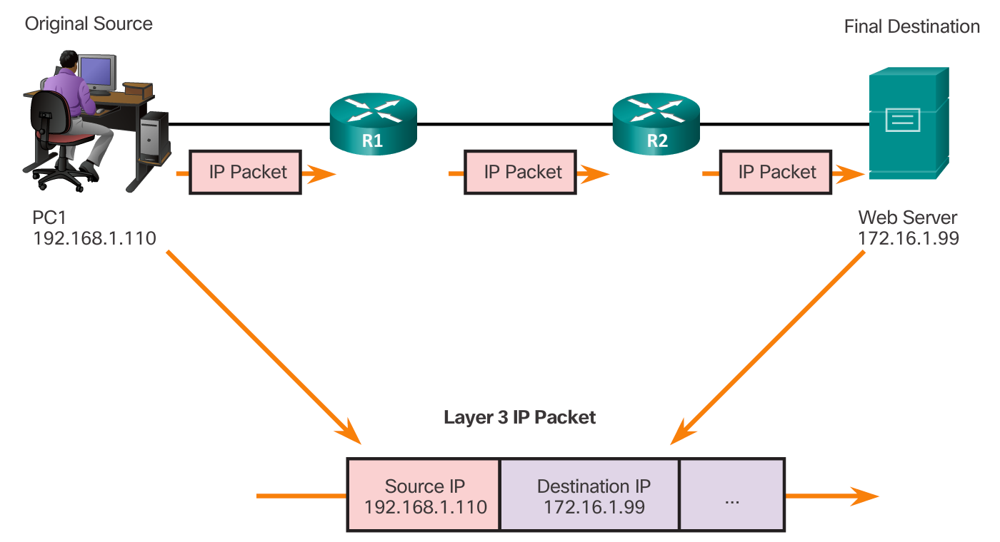 Original Source
Final Destination
R1
R2
IP Packet
IP Packet
IP Packet
PC1
192.168.1.110
Web Server
172.16.1.99
Layer 3 IP Packet
Source IP
192.168.1.110
Destination IP
172.16.1.99
...